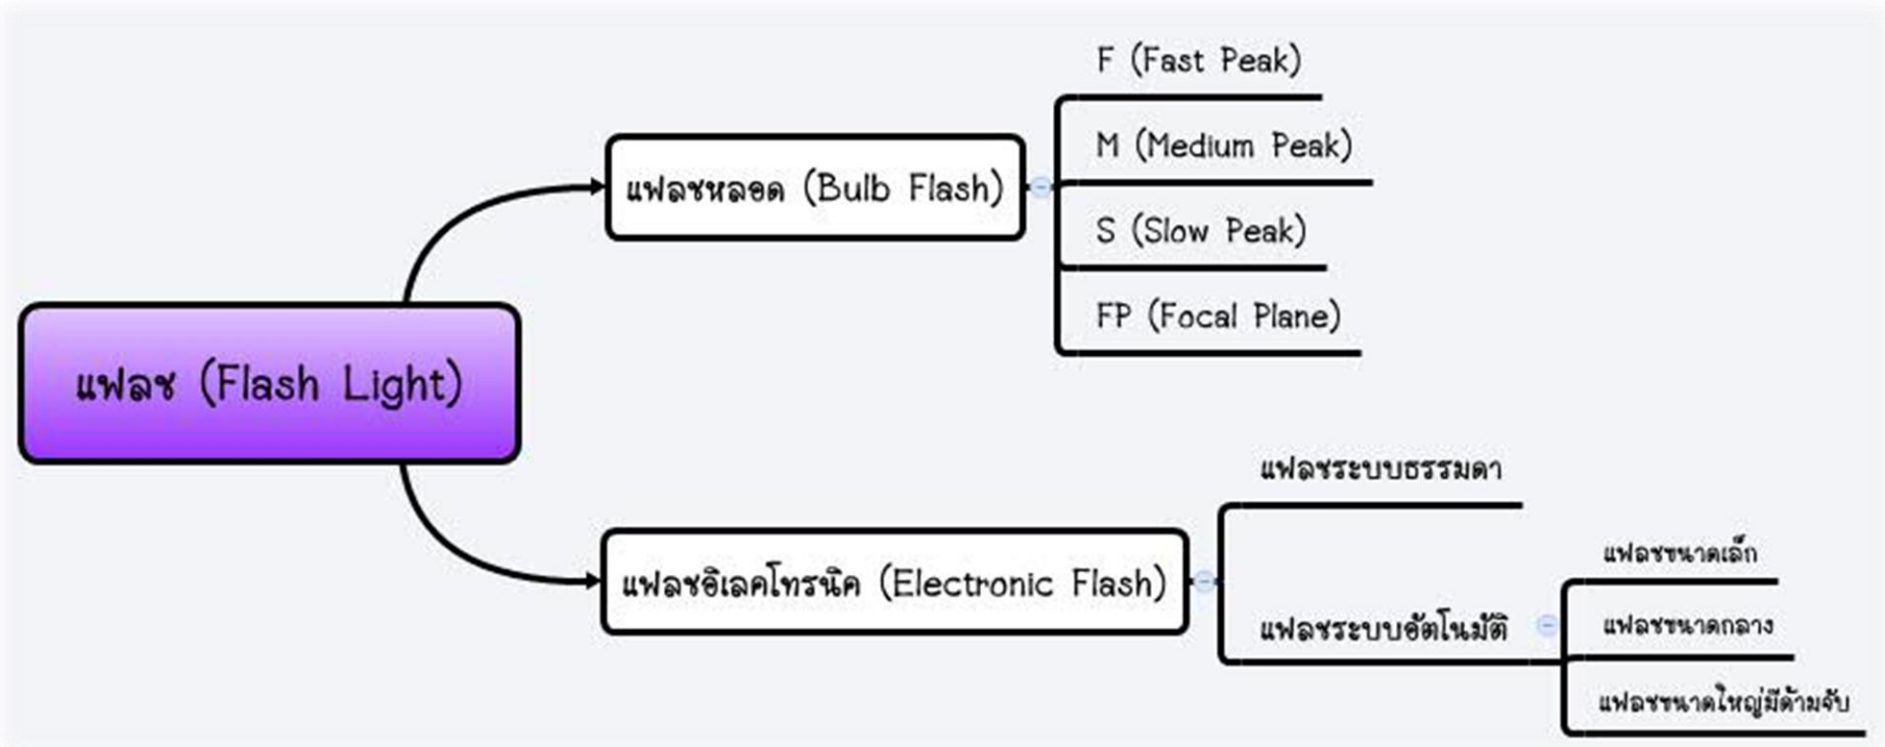 แฟลช (Flash Light)
แฟลชหลอด (Bulb Flash)
F (Fast Peak)
M (Medium Peak)
S (Slow Peak)
FP (Focal Plane)
แฟลชอิเลคโทรนิค (Electronic Flash)
แฟลชระบบธรรมดา
แฟลชระบบอัตโนมัติ
แฟลชขนาดเล็ก
แฟลชขนาดกลาง
แฟลชขนาดใหญ่มีด้ามจับ